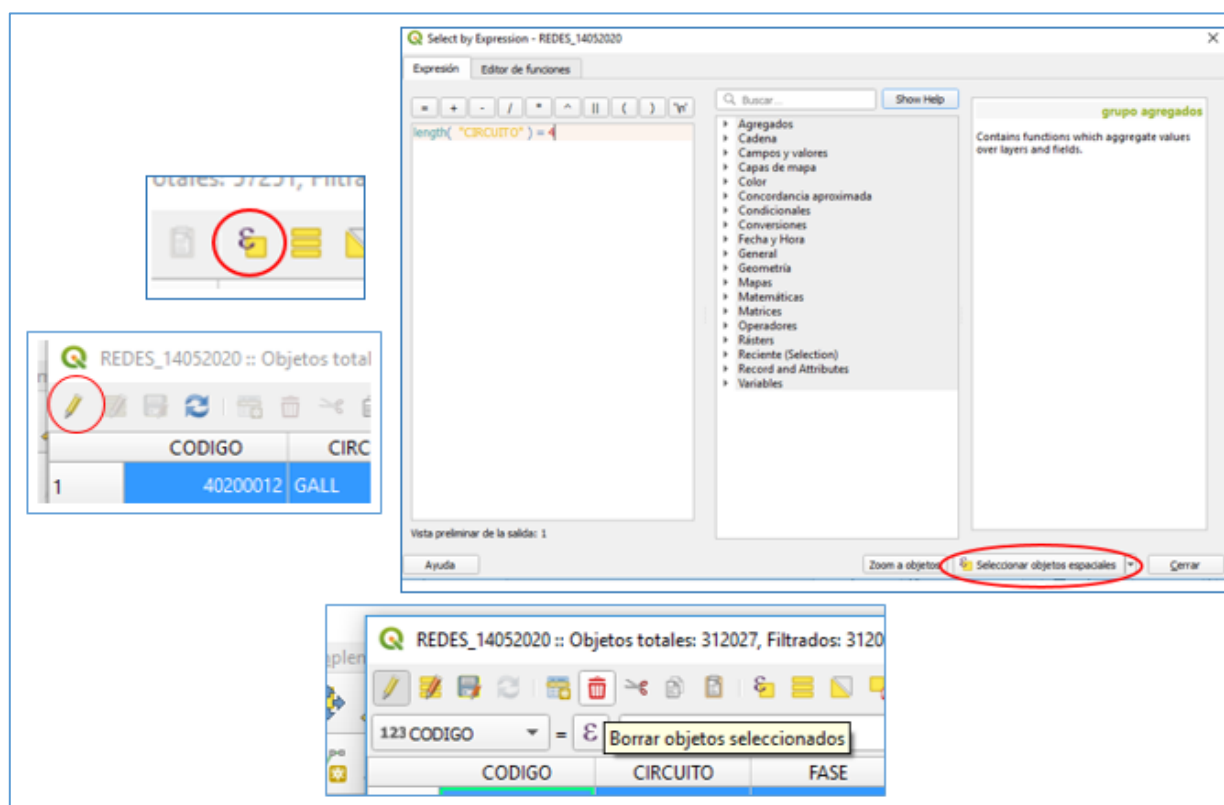 Select by Expression - REDES_14052020
Expresión Editor de funciones
= + - / * ^ || ( ) '\n'
length( "CIRCUITO" ) = 4
Vista preliminar de la salida: 1
Buscar... Show Help
Agregados
Cadena
Campos y valores
Capas de mapa
Color
Concordancia aproximada
Condicionales
Conversiones
Fecha y Hora
General
Geometría
Mapas
Matemáticas
Matrices
Operadores
Rásters
Reciente (Selection)
Record and Attributes
Variables
grupo agregados
Contains functions which aggregate values
over layers and fields.
Ayuda Zoom a objetos Seleccionar objetos espaciales Cerrar
REDES_14052020 :: Objetos total
CODIGO CIRC
1 40200012 GALL
REDES_14052020 :: Objetos totales: 312027, Filtrados: 3120
123 CODIGO = ε
Borrar objetos seleccionados
CODIGO CIRCUITO FASE